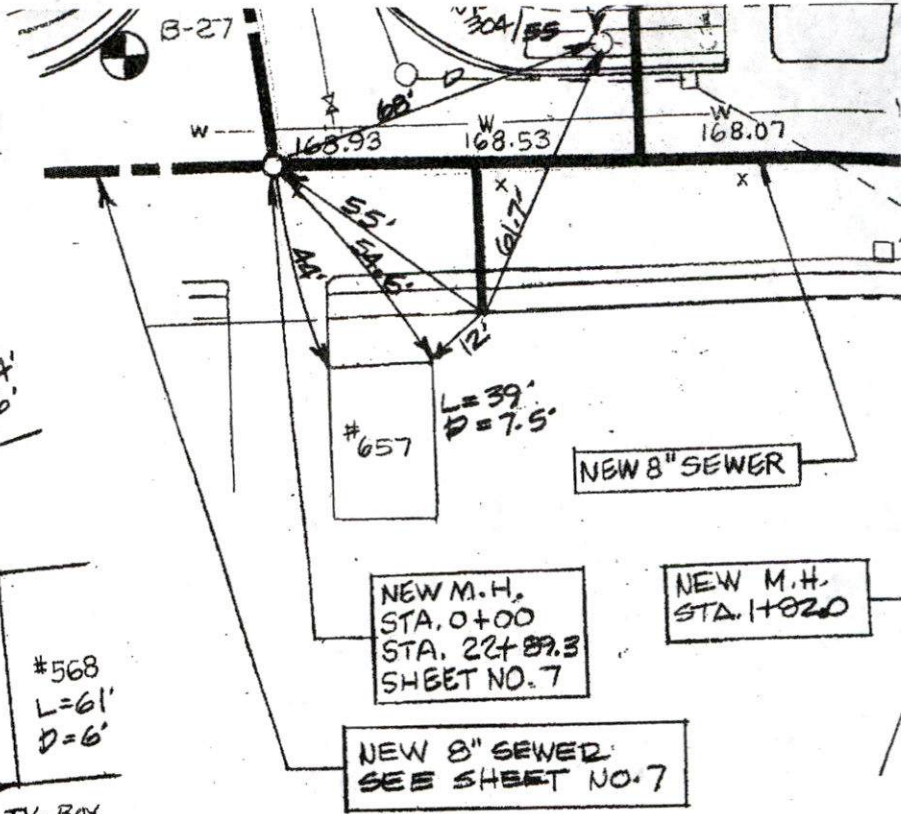 B-27
304/55
68'
W
W
W
168.93
168.53
168.07
x
x
55'
54.5'
44'
61.7'
12'
#657
L=39'
D=7.5'
NEW 8" SEWER
NEW M.H.
STA. 0+00
STA. 22+89.3
SHEET NO. 7
NEW M.H.
STA. 1+92.0
#568
L=61'
D=6'
NEW 8" SEWER
SEE SHEET NO. 7